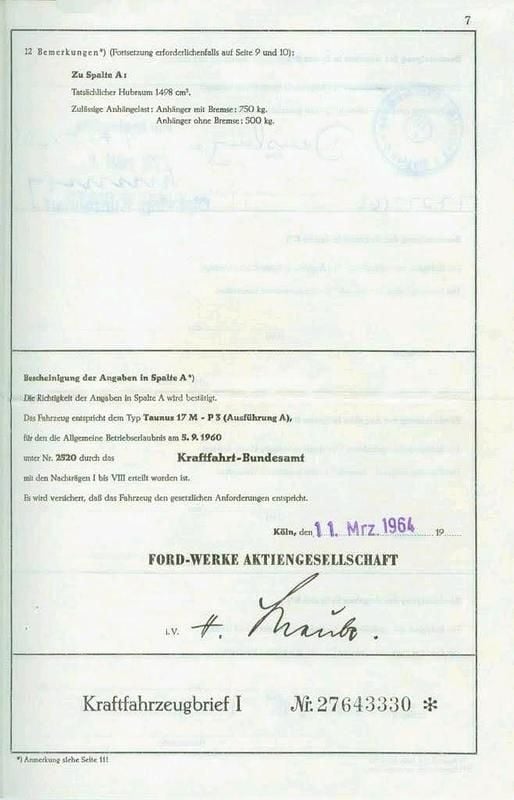 7
12 Bemerkungen*) (Fortsetzung erforderlichenfalls auf Seite 9 und 10):
Zu Spalte A:
Tatsächlicher Hubraum 1498 cm³.
Zulässige Anhängelast: Anhänger mit Bremse: 750 kg.
Anhänger ohne Bremse: 500 kg.
Bescheinigung der Angaben in Spalte A*)
Die Richtigkeit der Angaben in Spalte A wird bestätigt.
Das Fahrzeug entspricht dem Typ Taunus 17 M - P 3 (Ausführung A),
für den die Allgemeine Betriebserlaubnis am 5. 9. 1960
unter Nr. 2520 durch das Kraftfahrt-Bundesamt
mit den Nachträgen I bis VIII erteilt worden ist.
Es wird versichert, daß das Fahrzeug den gesetzlichen Anforderungen entspricht.
Köln, den 11. Mrz. 1964 19
FORD-WERKE AKTIENGESELLSCHAFT
i.V. H.
Kraftfahrzeugbrief I Nr. 27643330 *
*) Anmerkung siehe Seite 11!